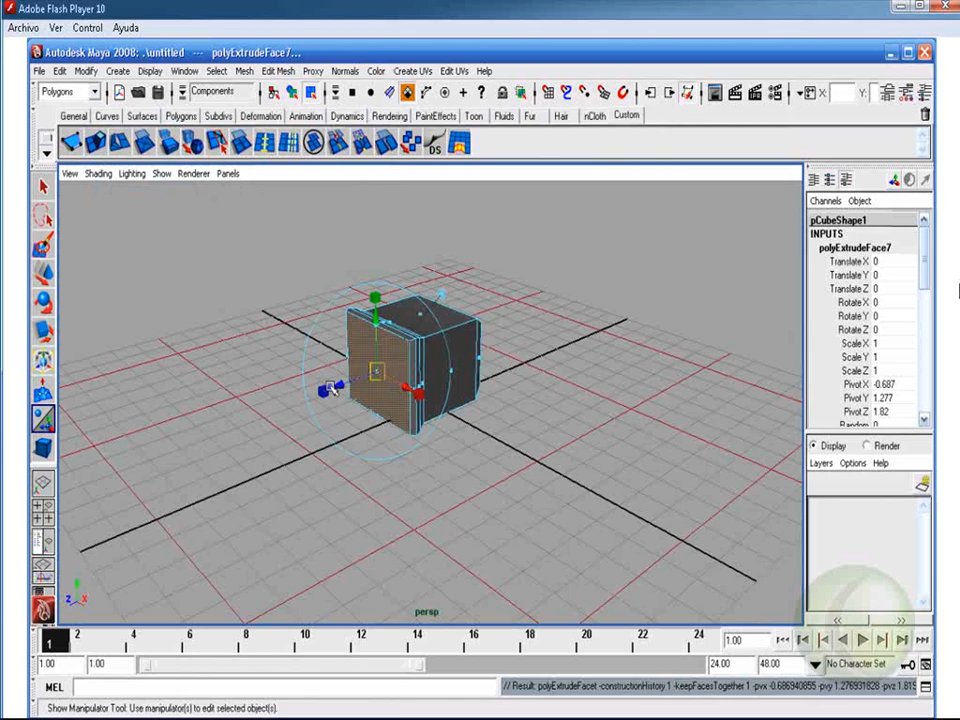 Adobe Flash Player 10
Archivo Ver Control Ayuda
Autodesk Maya 2008: .\untitled --- polyExtrudeFace7...
File Edit Modify Create Display Window Select Mesh Edit Mesh Proxy Normals Color Create UVs Edit UVs Help
Polygons Components X: Y:
General Curves Surfaces Polygons Subdivs Deformation Animation Dynamics Rendering PaintEffects Toon Fluids Fur Hair nCloth Custom
DS
View Shading Lighting Show Renderer Panels
Channels Object
pCubeShape1
INPUTS
polyExtrudeFace7
Translate X 0
Translate Y 0
Translate Z 0
Rotate X 0
Rotate Y 0
Rotate Z 0
Scale X 1
Scale Y 1
Scale Z 1
Pivot X -0.687
Pivot Y 1.277
Pivot Z 1.82
Random 0
Display Render
Layers Options Help
s
z x
persp
1 2 4 6 8 10 12 14 16 18 20 22 24 1.00
1.00 1.00 24.00 48.00 No Character Set
MEL // Result: polyExtrudeFacet -constructionHistory 1 -keepFacesTogether 1 -pvx -0.686940855 -pvy 1.276931828 -pvz 1.819
Show Manipulator Tool: Use manipulator(s) to edit selected object(s).